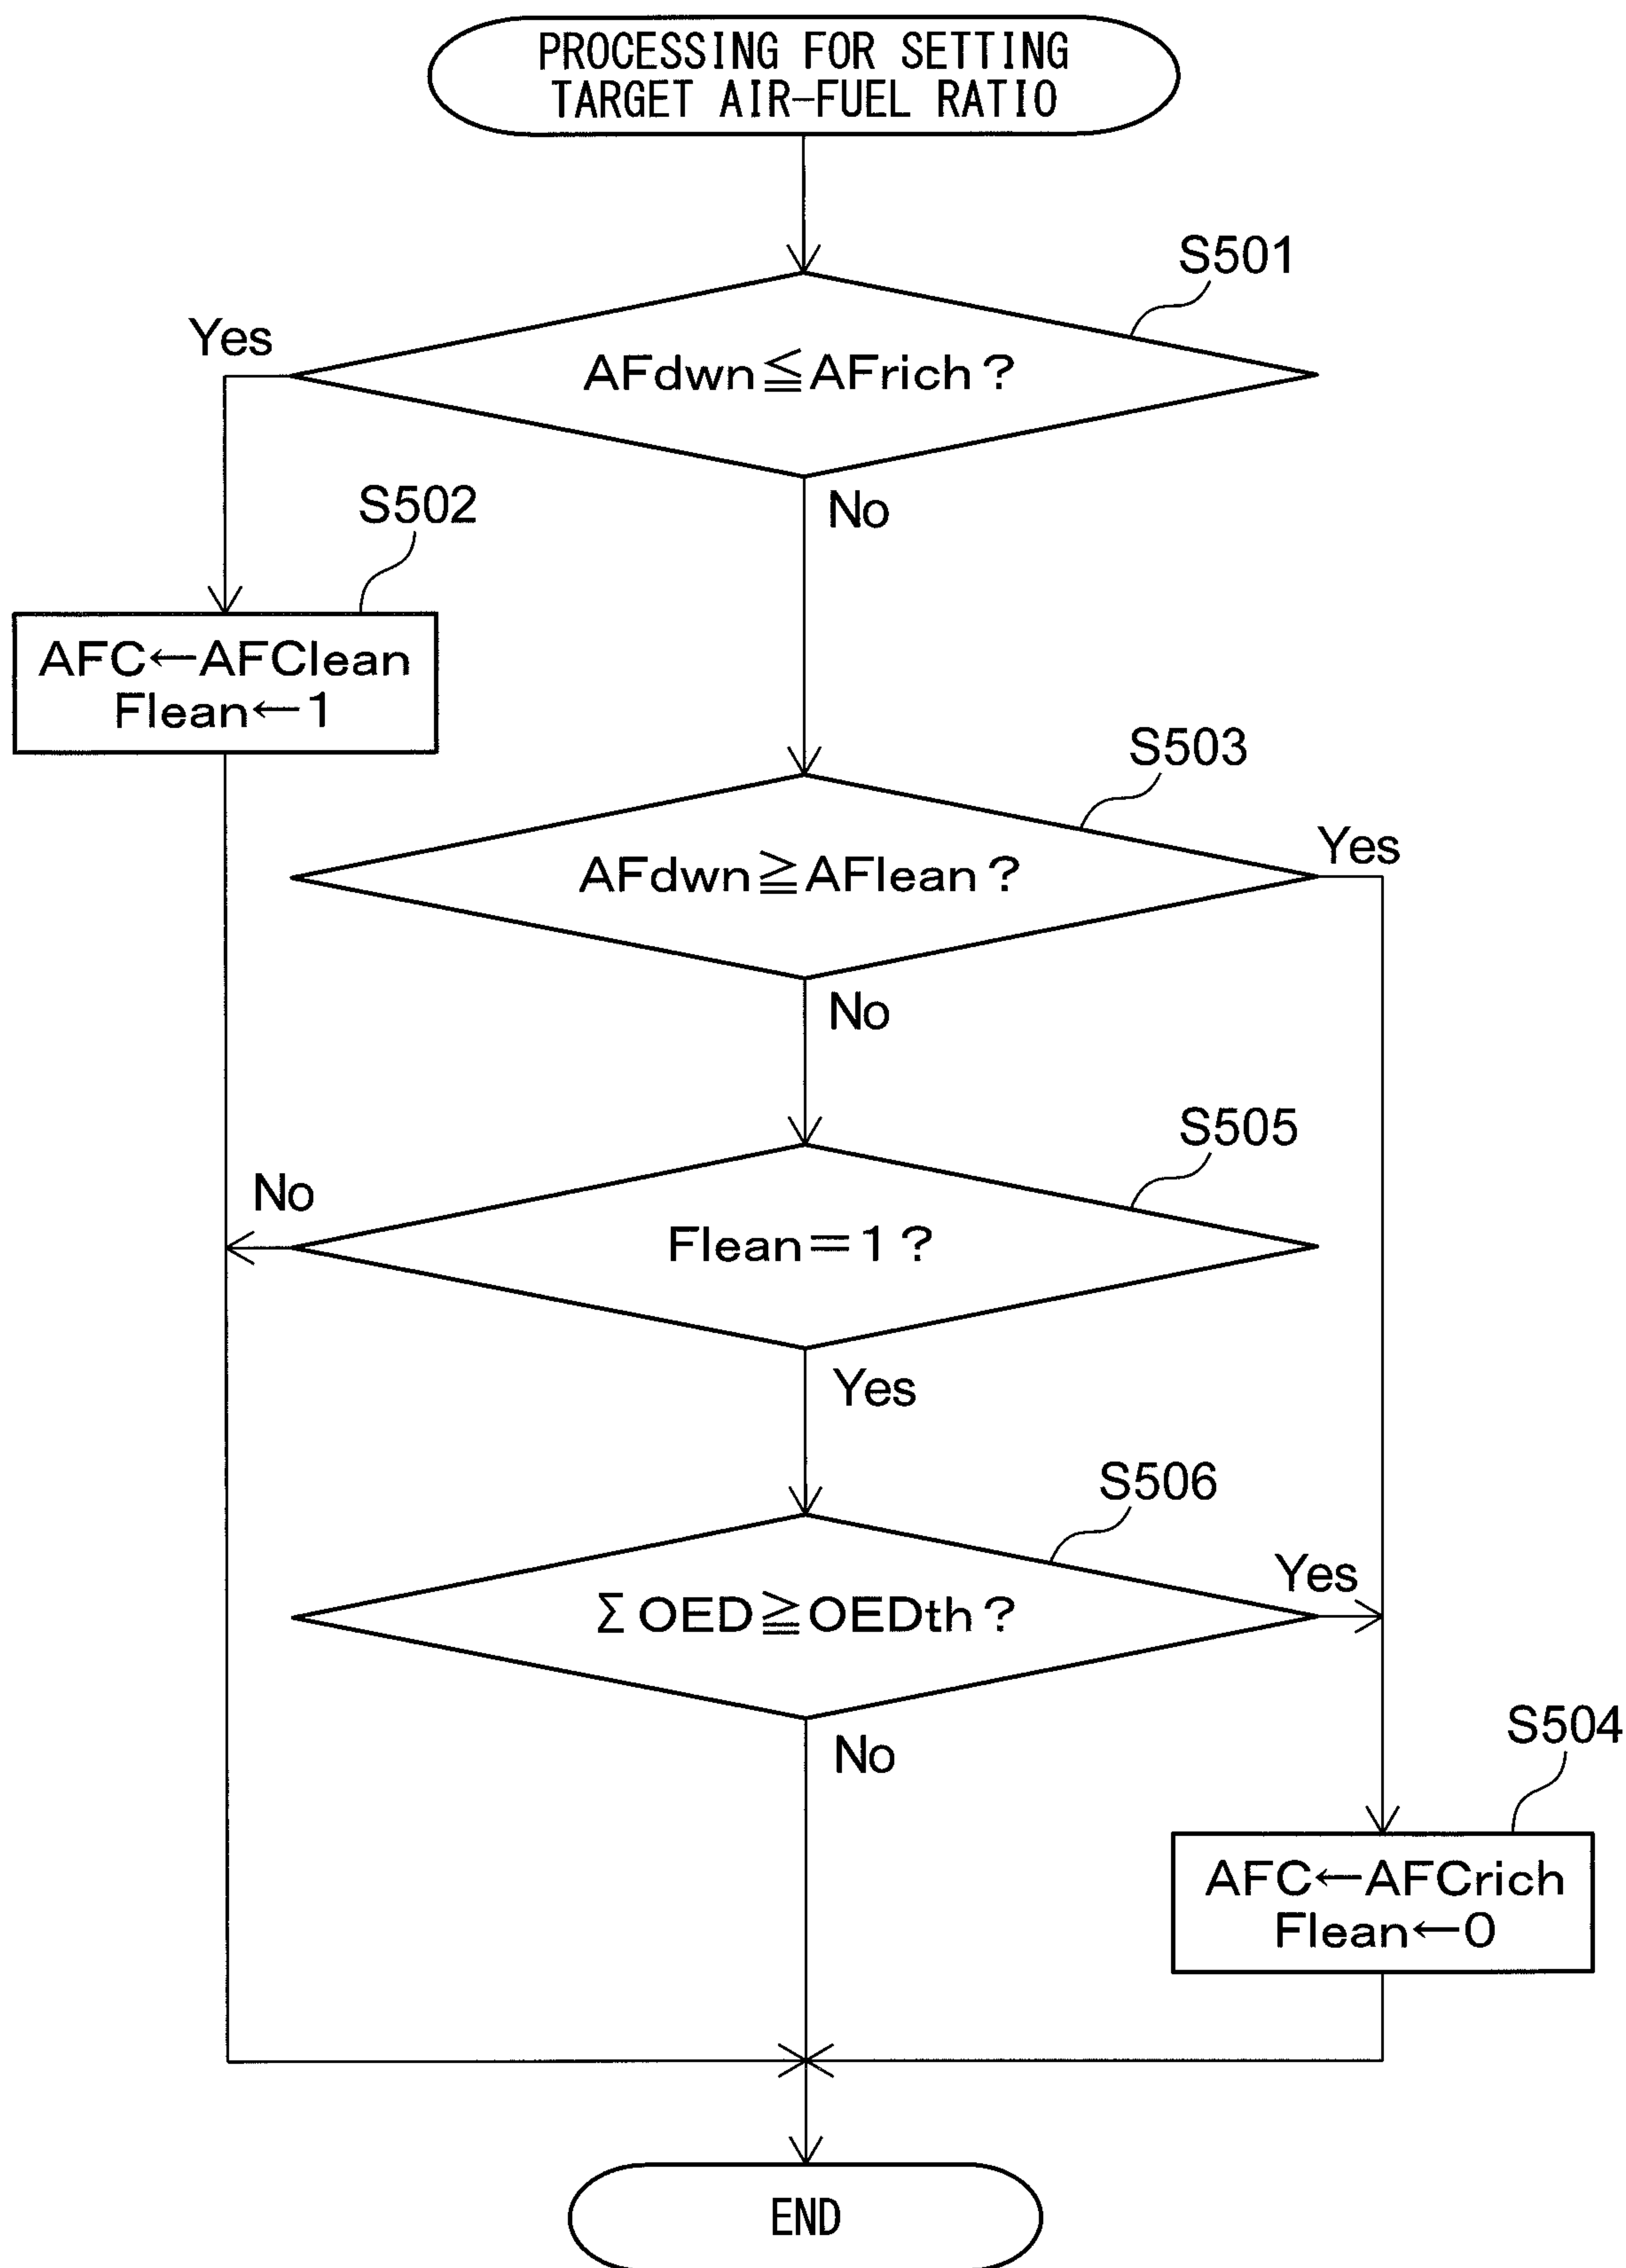 PROCESSING FOR SETTING
TARGET AIR-FUEL RATIO
S501
Yes
AFdwn≦AFrich?
No
S502
AFC←AFClean
Flean←1
S503
Yes
AFdwn≧AFlean?
No
S505
No
Flean=1?
Yes
S506
Yes
ΣOED≧OEDth?
No
S504
AFC←AFCrich
Flean←0
END